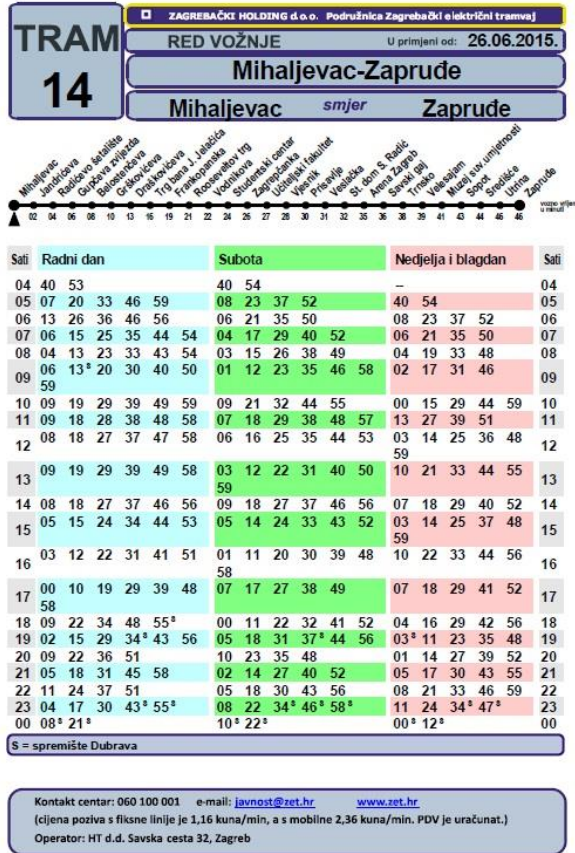 TRAM
14
ZAGREBAČKI HOLDING d.o.o. Podružnica Zagrebački električni tramvaj
RED VOŽNJE U primjeni od: 26.06.2015.
Mihaljevac-Zapruđe
Mihaljevac smjer Zapruđe
Mihaljevac
Jandrićeva
Radićevo šetalište
Gupčeva zvijezda
Belostenčeva
Grškovićeva
Draškovićeva
Trg bana J. Jelačića
Frankopanska
Roosveltov trg
Vodnikova
Studentski centar
Zagrepčanka
Učiteljski fakultet
Vjesnik
Prisavlje
Veslačka
St. dom S. Radić
Arena Zagreb
Savski gaj
Trnsko
Velesajam
Muzej suv. umjetnosti
Sopot
Središće
Utrina
Zapruđe
02 04 06 08 10 13 16 19 21 22 24 26 28 27 28 30 31 32 35 36 38 39 41 43 44 46 46 vozno vrijeme u minuti
Sati Radni dan Subota Nedjelja i blagdan Sati
04 40 53 40 54 -- 04
05 07 20 33 46 59 08 23 37 52 40 54 05
06 13 26 36 46 56 06 21 35 50 08 23 37 52 06
07 06 15 25 35 44 54 04 17 29 40 52 06 21 35 50 07
08 04 13 23 33 43 54 03 15 26 38 49 04 19 33 48 08
09 06 13ˢ 20 30 40 50 01 12 23 35 46 58 02 17 31 46 09
59
10 09 19 29 39 49 59 09 21 32 44 55 00 15 29 44 59 10
11 09 18 28 38 48 58 07 18 29 38 48 57 13 27 39 51 11
12 08 18 27 37 47 58 06 16 25 35 44 53 03 14 25 36 48 12
59
13 09 19 29 39 49 58 03 12 22 31 40 50 10 21 33 44 55 13
59
14 08 18 27 37 46 56 09 18 27 37 46 56 07 18 29 40 52 14
15 05 15 24 34 44 53 05 14 24 33 43 52 03 14 25 37 48 15
59
16 03 12 22 31 41 51 01 11 20 30 39 48 10 22 33 44 56 16
58
17 00 10 19 29 39 48 07 17 27 38 49 07 18 29 41 52 17
58
18 09 22 34 48 55ˢ 00 11 22 32 41 52 04 16 29 42 56 18
19 02 15 29 34ˢ 43 56 05 18 31 37ˢ 44 56 03ˢ 11 23 35 48 19
20 09 22 36 51 10 23 35 48 01 14 27 39 52 20
21 05 18 31 45 58 02 14 27 40 52 05 17 30 43 55 21
22 11 24 37 51 05 18 30 43 56 08 21 33 46 59 22
23 04 17 30 43ˢ 55ˢ 08 22 34ˢ 46ˢ 58ˢ 11 24 34ˢ 47ˢ 23
00 08ˢ 21ˢ 10ˢ 22ˢ 00ˢ 12ˢ 00
S = spremište Dubrava
Kontakt centar: 060 100 001 e-mail: javnost@zet.hr www.zet.hr
(cijena poziva s fiksne linije je 1,16 kuna/min, a s mobilne 2,36 kuna/min. PDV je uračunat.)
Operator: HT d.d. Savska cesta 32, Zagreb